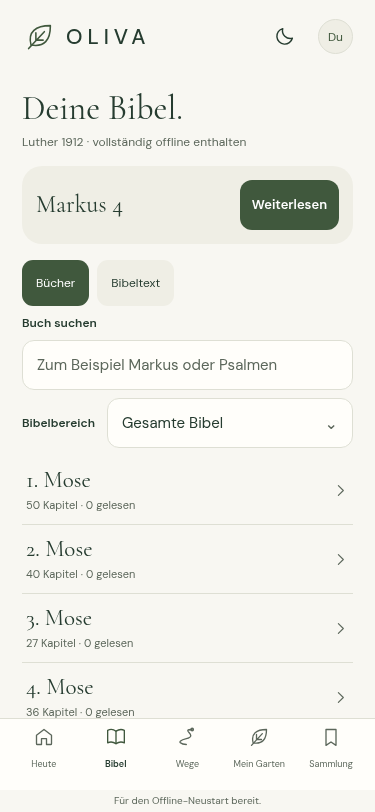 OLIVA
Du
Deine Bibel.
Luther 1912 · vollständig offline enthalten
Markus 4
Weiterlesen
Bücher
Bibeltext
Buch suchen
Zum Beispiel Markus oder Psalmen
Bibelbereich
Gesamte Bibel
1. Mose
50 Kapitel · 0 gelesen
2. Mose
40 Kapitel · 0 gelesen
3. Mose
27 Kapitel · 0 gelesen
4. Mose
36 Kapitel · 0 gelesen
Heute
Bibel
Wege
Mein Garten
Sammlung
Für den Offline-Neustart bereit.